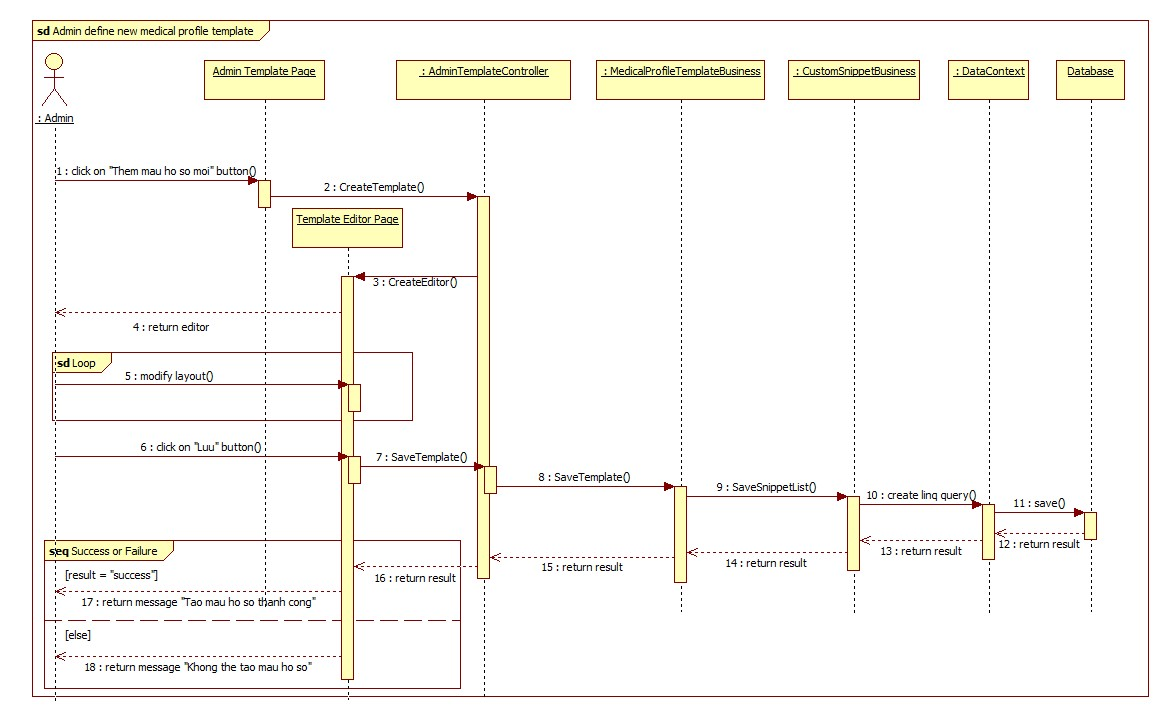 sd Admin define new medical profile template
: Admin
Admin Template Page
: AdminTemplateController
: MedicalProfileTemplateBusiness
: CustomSnippetBusiness
: DataContext
Database
1 : click on "Them mau ho so moi" button()
2 : CreateTemplate()
Template Editor Page
3 : CreateEditor()
4 : return editor
sd Loop
5 : modify layout()
6 : click on "Luu" button()
7 : SaveTemplate()
8 : SaveTemplate()
9 : SaveSnippetList()
10 : create linq query()
11 : save()
12 : return result
13 : return result
14 : return result
15 : return result
16 : return result
seq Success or Failure
[result = "success"]
17 : return message "Tao mau ho so thanh cong"
[else]
18 : return message "Khong the tao mau ho so"